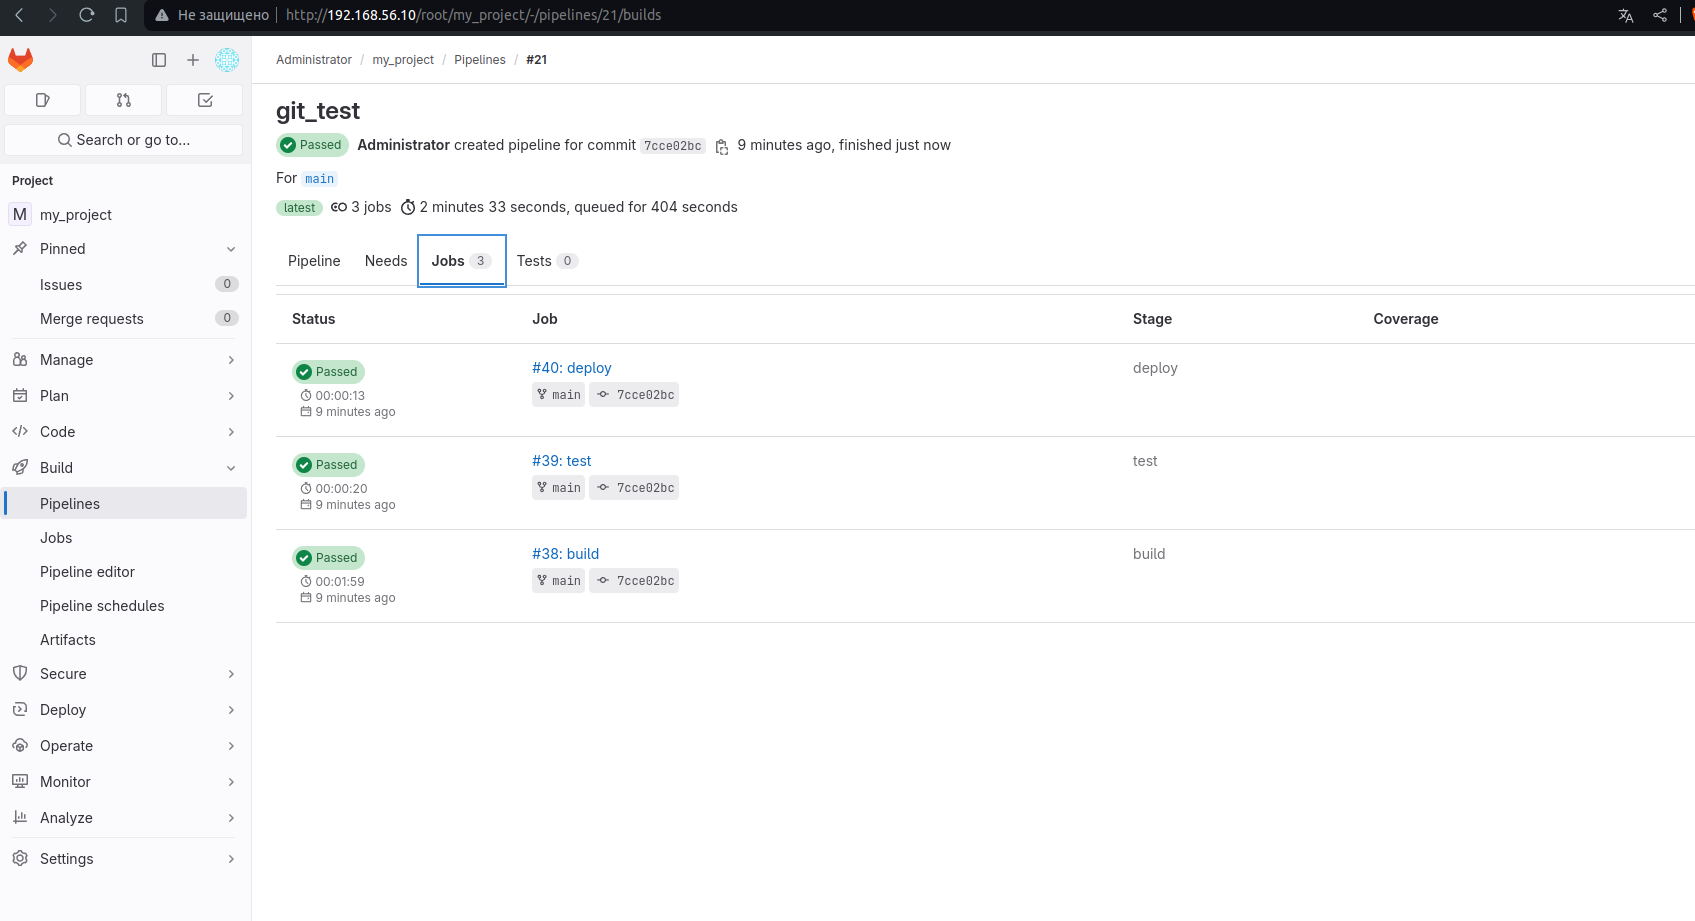 Не защищено http://192.168.56.10/root/my_project/-/pipelines/21/builds
Administrator / my_project / Pipelines / #21
Search or go to...
Project
M my_project
Pinned
Issues 0
Merge requests 0
Manage
Plan
Code
Build
Pipelines
Jobs
Pipeline editor
Pipeline schedules
Artifacts
Secure
Deploy
Operate
Monitor
Analyze
Settings
git_test
Passed Administrator created pipeline for commit 7cce02bc 9 minutes ago, finished just now
For main
latest 3 jobs 2 minutes 33 seconds, queued for 404 seconds
Pipeline Needs Jobs 3 Tests 0
Status Job Stage Coverage
Passed #40: deploy deploy
00:00:13 main 7cce02bc
9 minutes ago
Passed #39: test test
00:00:20 main 7cce02bc
9 minutes ago
Passed #38: build build
00:01:59 main 7cce02bc
9 minutes ago